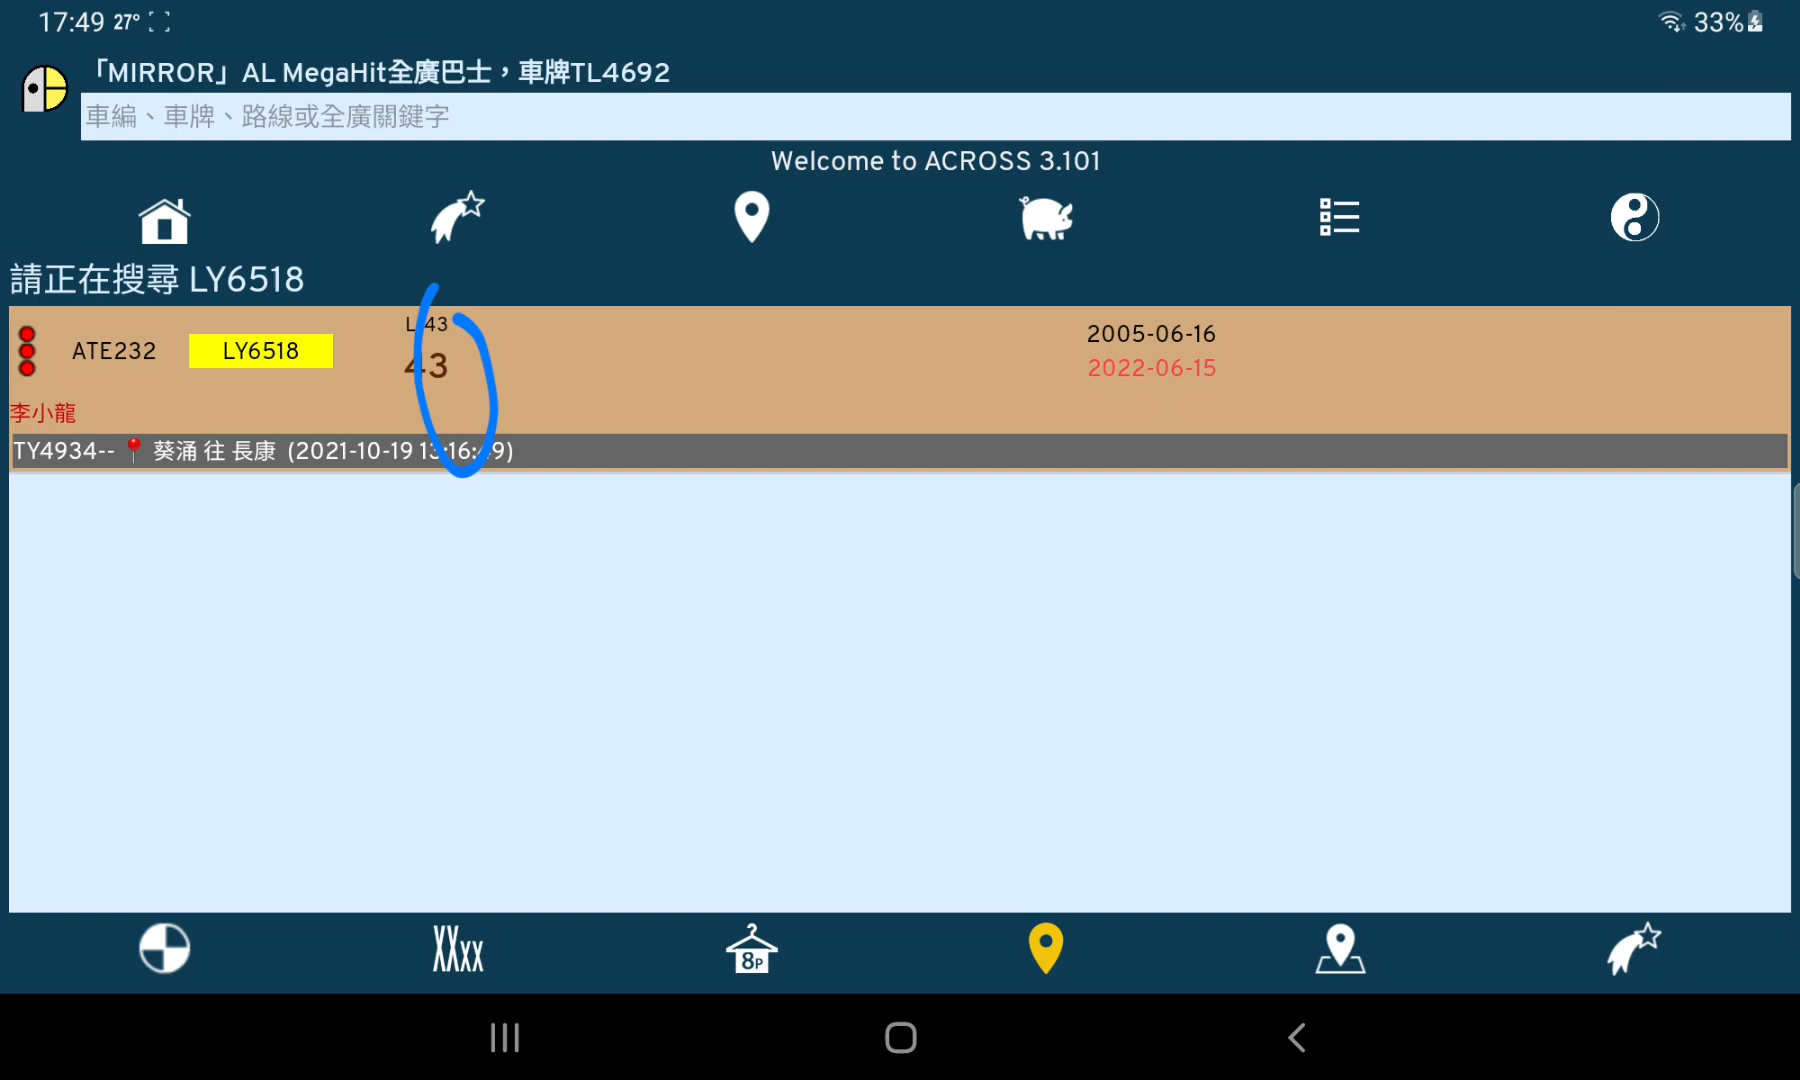 17:49 27°
33%
「MIRROR」AL MegaHit全廣巴士，車牌TL4692
車編、車牌、路線或全廣關鍵字
Welcome to ACROSS 3.101
請正在搜尋 LY6518
ATE232 LY6518
43
43
2005-06-16
2022-06-15
李小龍
TY4934-- 📍 葵涌 往 長康 (2021-10-19
XXxx
8P